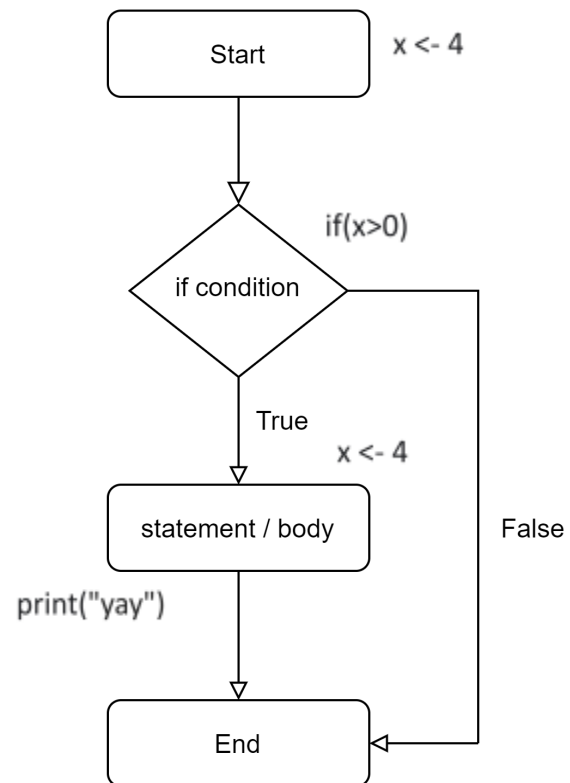 Start
x <- 4
if(x>0)
if condition
True
x <- 4
statement / body
False
print("yay")
End